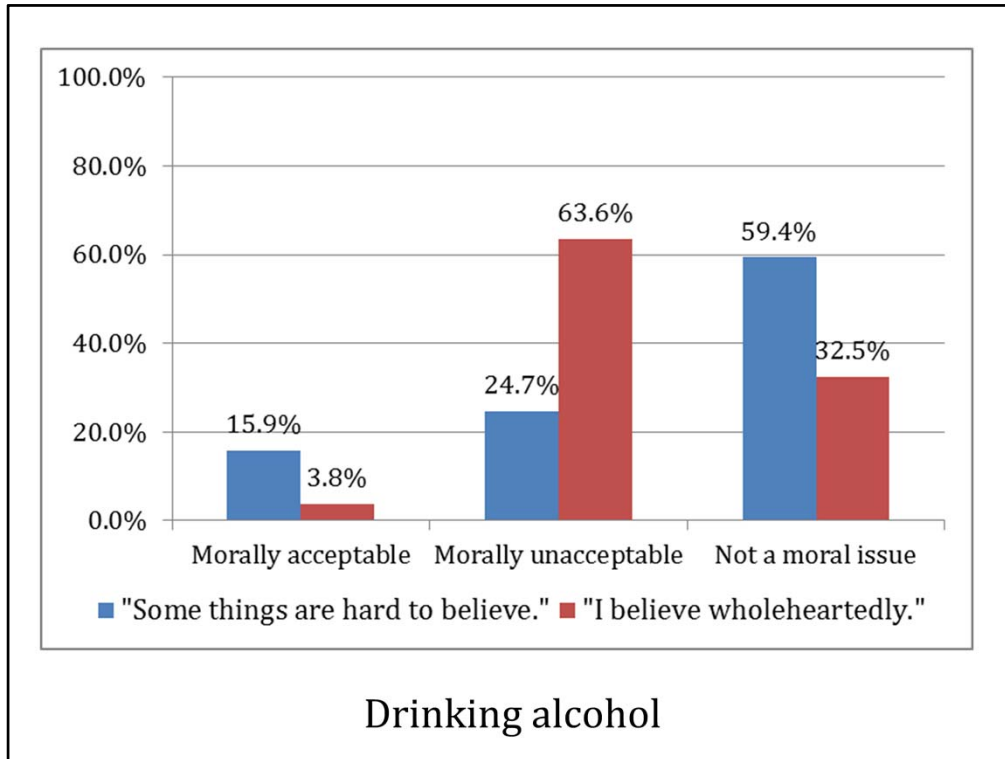 100.0%
80.0%
60.0%
40.0%
20.0%
0.0%
15.9%
3.8%
24.7%
63.6%
59.4%
32.5%
Morally acceptable
Morally unacceptable
Not a moral issue
"Some things are hard to believe."
"I believe wholeheartedly."
Drinking alcohol